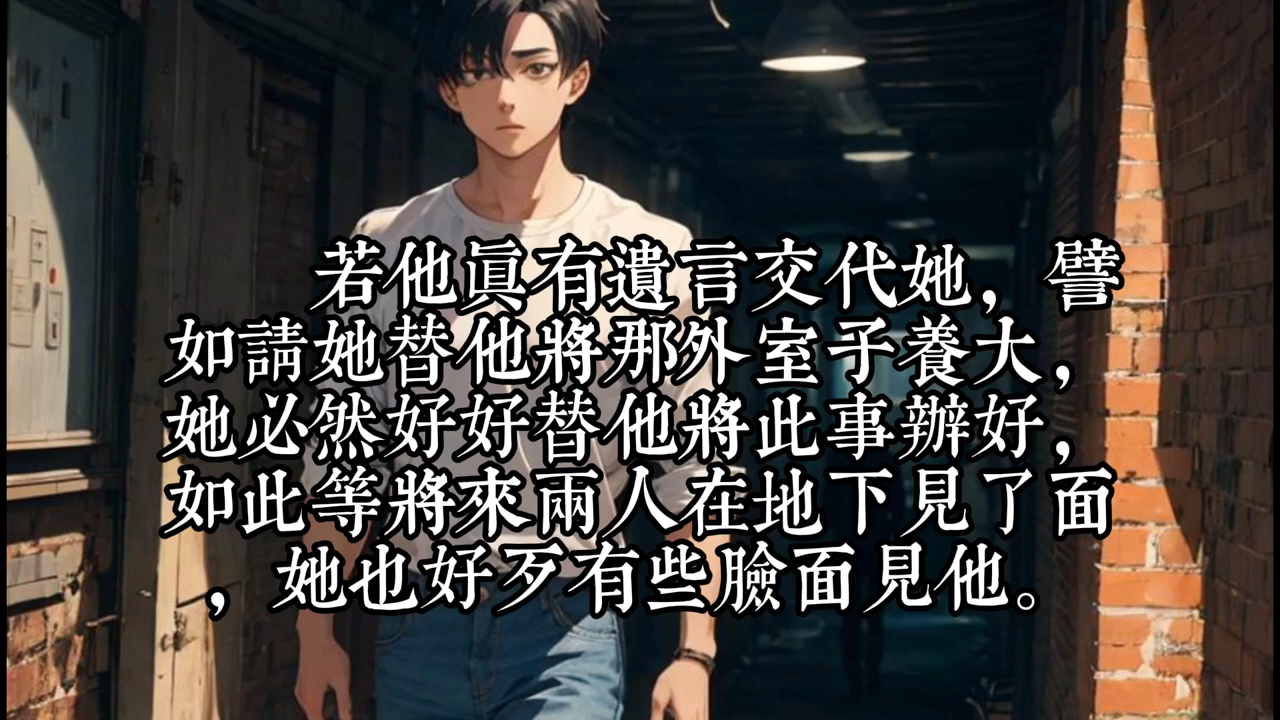 若他眞有遺言交代她，譬
如請她替他將那外室子養大，
她必然好好替他將此事辦好，
如此等將來兩人在地下見了面
，她也好歹有些臉面見他。